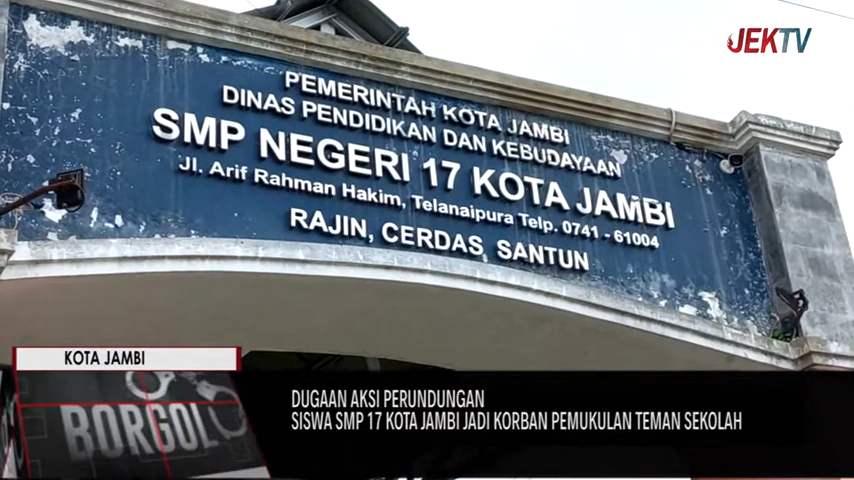 JEKTV
PEMERINTAH KOTA JAMBI
DINAS PENDIDIKAN DAN KEBUDAYAAN
SMP NEGERI 17 KOTA JAMBI
Jl. Arif Rahman Hakim, Telanaipura Telp. 0741 - 61004
RAJIN, CERDAS, SANTUN
KOTA JAMBI
BORGOL
DUGAAN AKSI PERUNDUNGAN
SISWA SMP 17 KOTA JAMBI JADI KORBAN PEMUKULAN TEMAN SEKOLAH